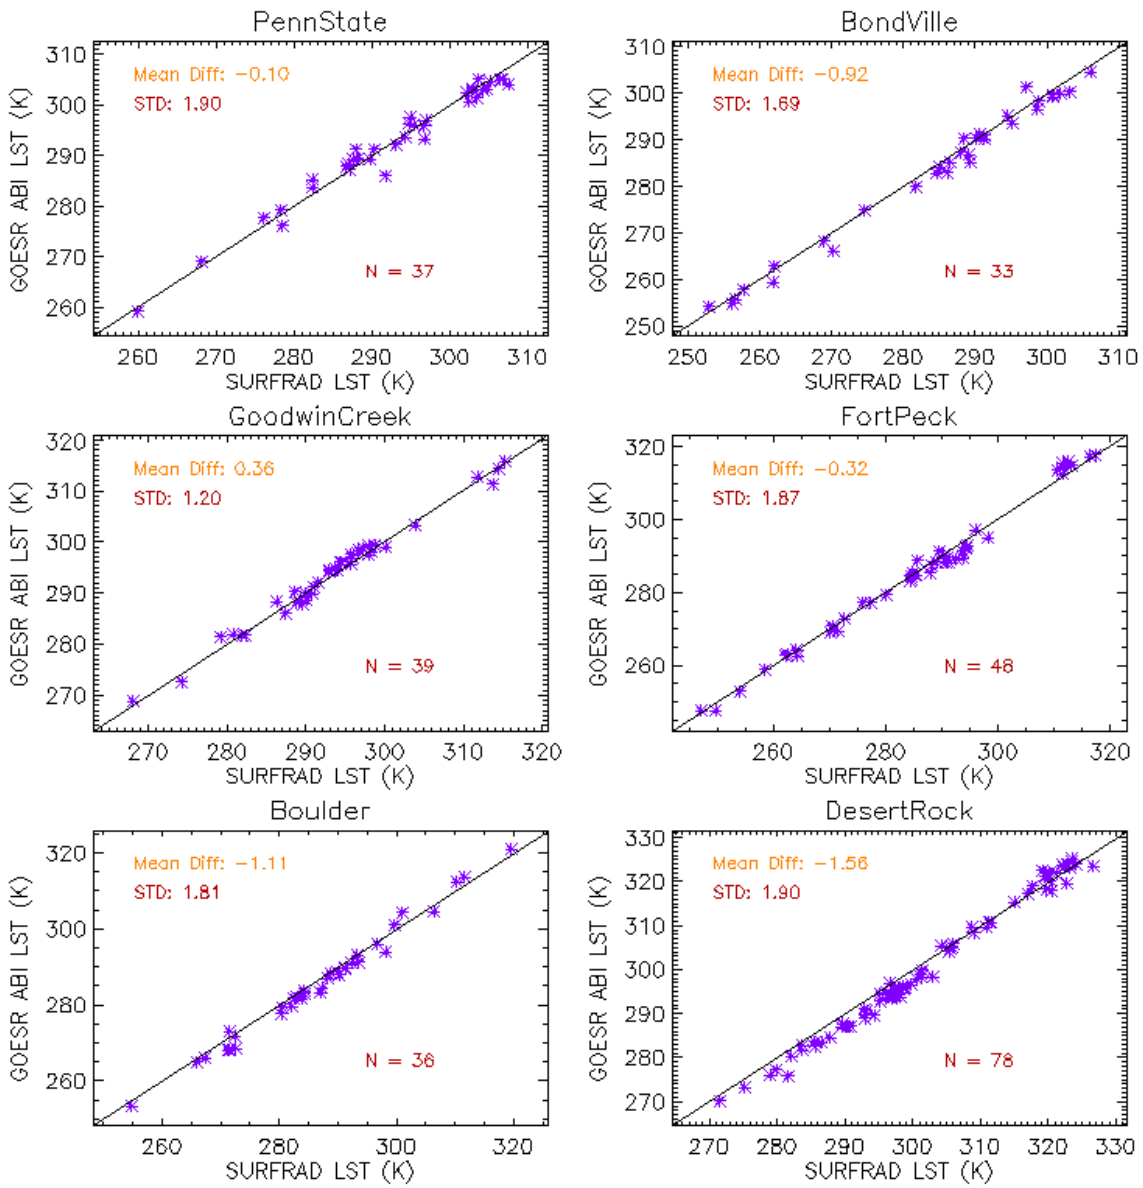 PennState
Mean Diff: -0.10
STD: 1.90
N = 37
310
300
290
280
270
260
260 270 280 290 300 310
SURFRAD LST (K)
GOESR ABI LST (K)
BondVille
Mean Diff: -0.92
STD: 1.69
N = 33
310
300
290
280
270
260
250
250 260 270 280 290 300 310
SURFRAD LST (K)
GOESR ABI LST (K)
GoodwinCreek
Mean Diff: 0.36
STD: 1.20
N = 39
320
310
300
290
280
270
270 280 290 300 310 320
SURFRAD LST (K)
GOESR ABI LST (K)
FortPeck
Mean Diff: -0.32
STD: 1.87
N = 48
320
300
280
260
260 280 300 320
SURFRAD LST (K)
GOESR ABI LST (K)
Boulder
Mean Diff: -1.11
STD: 1.81
N = 36
320
300
280
260
260 280 300 320
SURFRAD LST (K)
GOESR ABI LST (K)
DesertRock
Mean Diff: -1.56
STD: 1.90
N = 78
330
320
310
300
290
280
270
270 280 290 300 310 320 330
SURFRAD LST (K)
GOESR ABI LST (K)